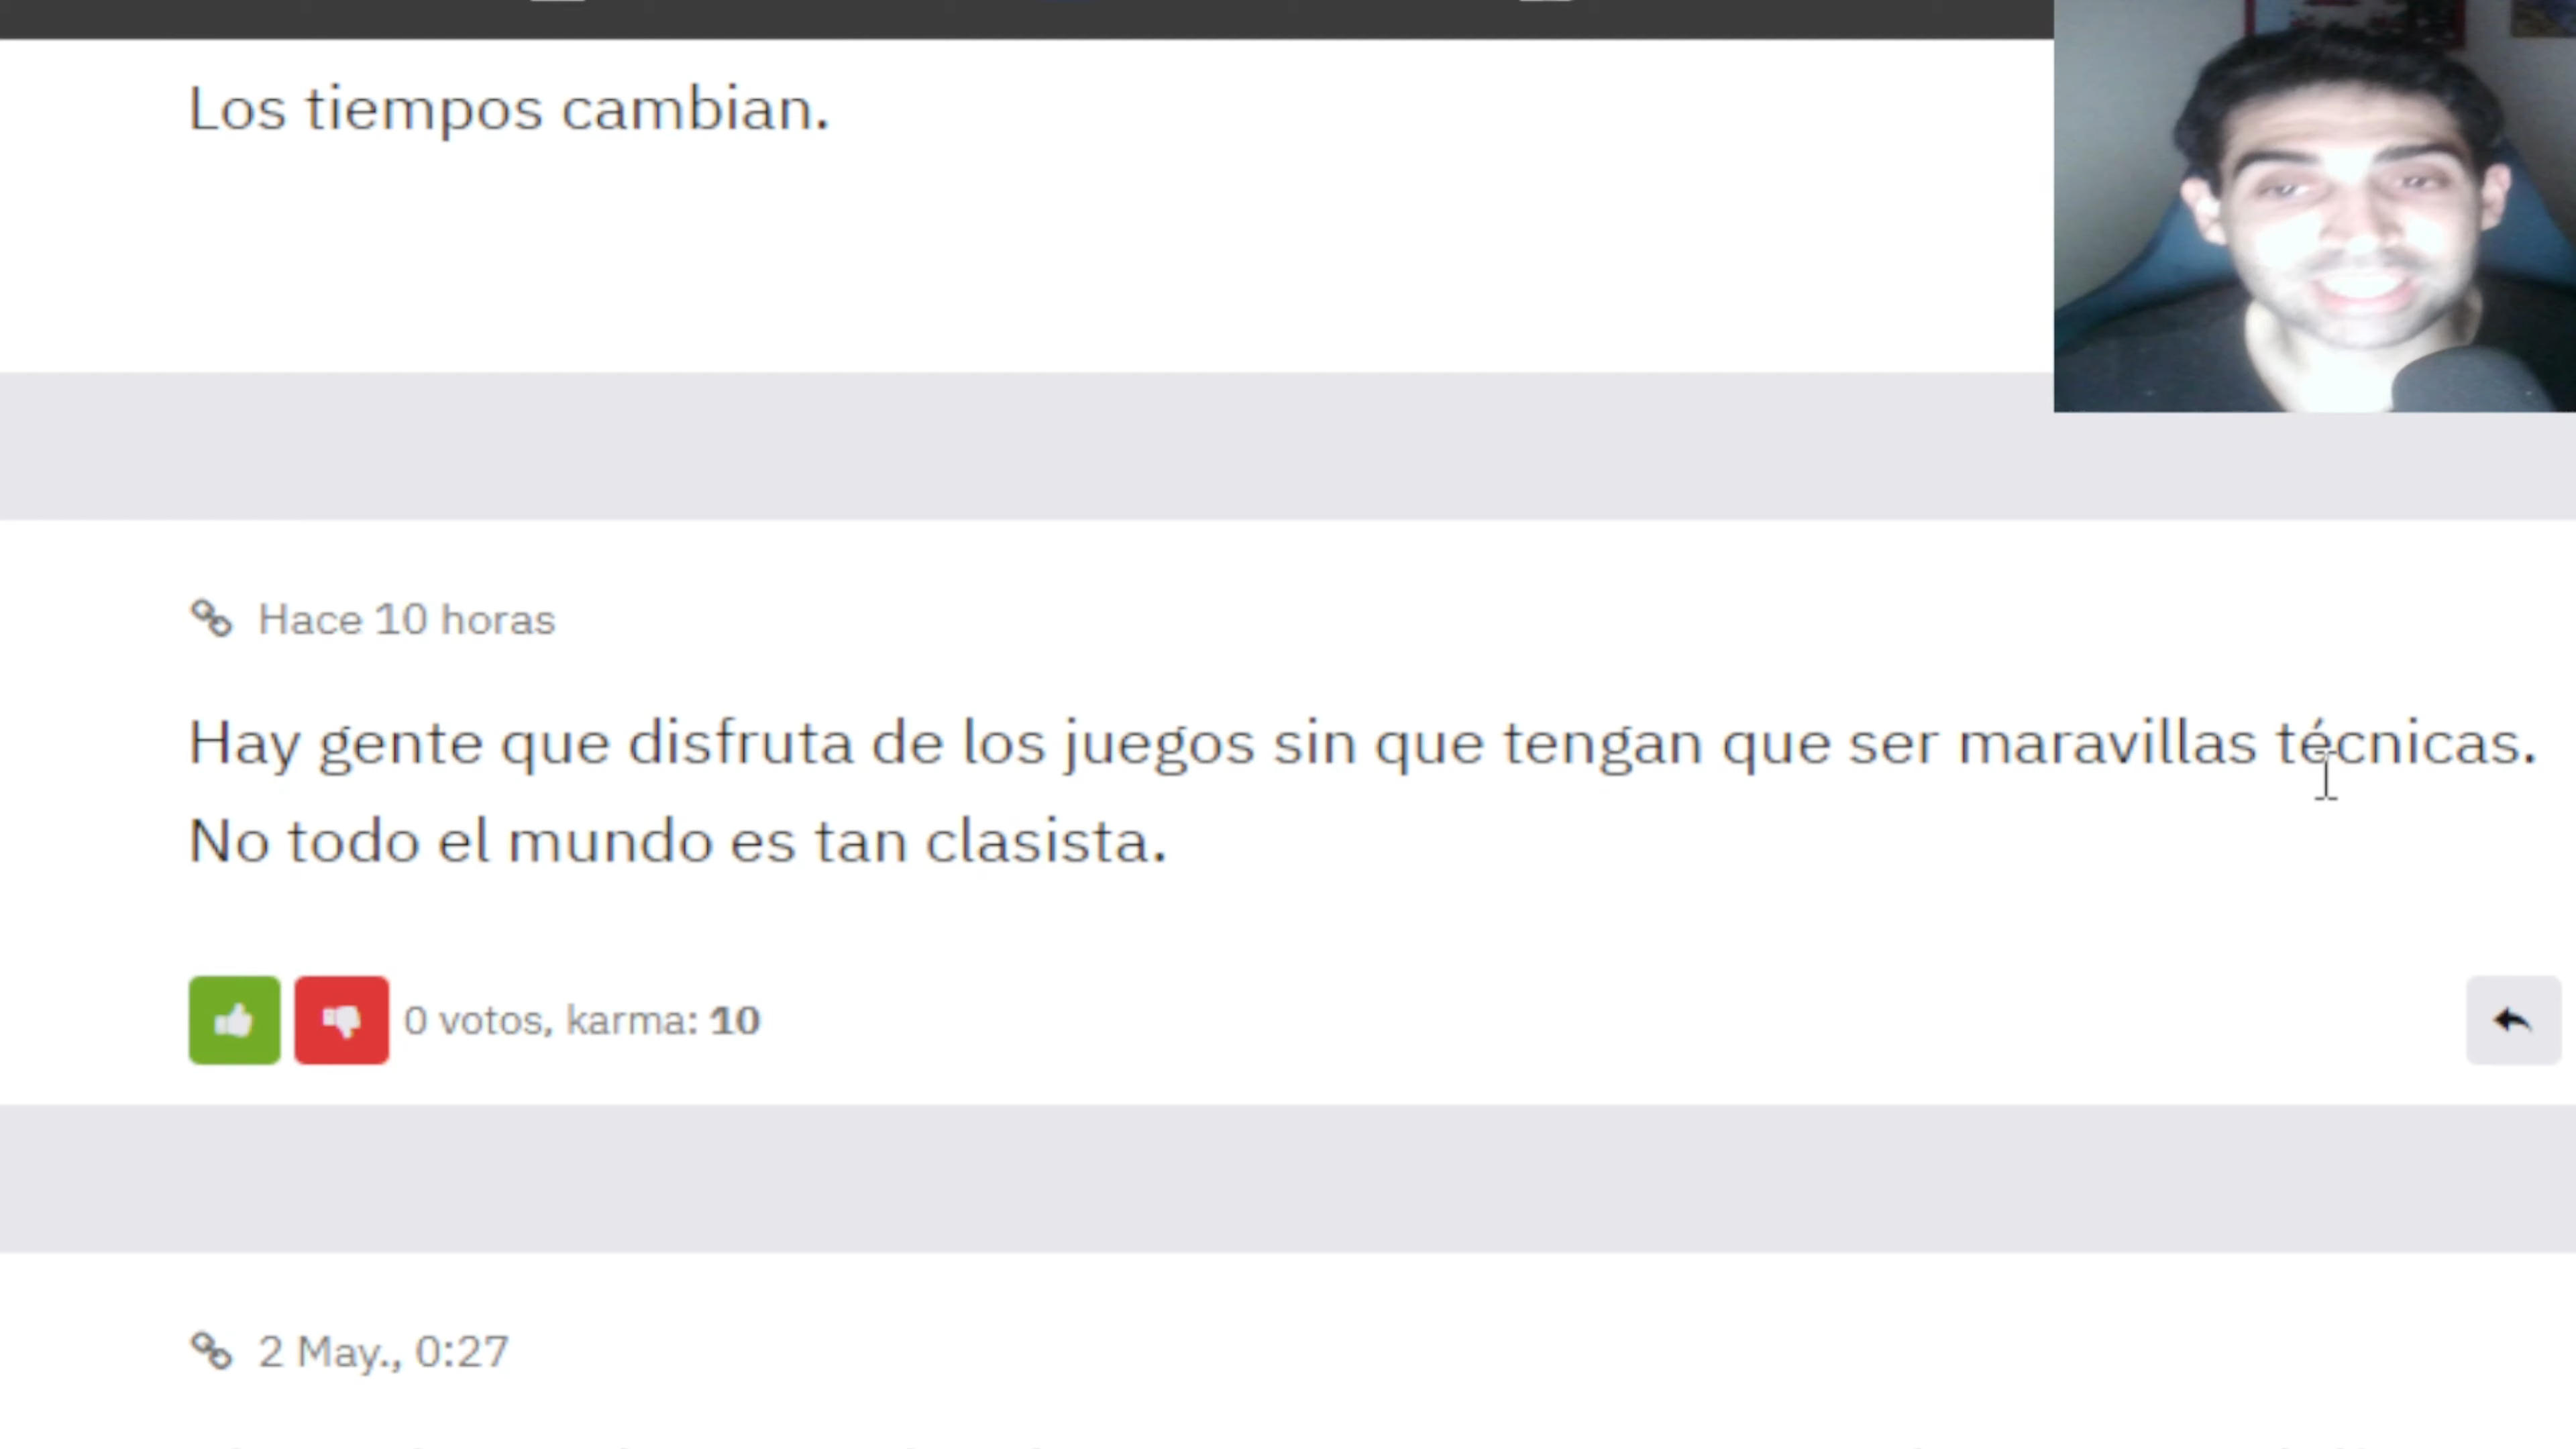 Los tiempos cambian.
Hace 10 horas
Hay gente que disfruta de los juegos sin que tengan que ser maravillas técnicas.
No todo el mundo es tan clasista.
0 votos, karma: 10
2 May., 0:27